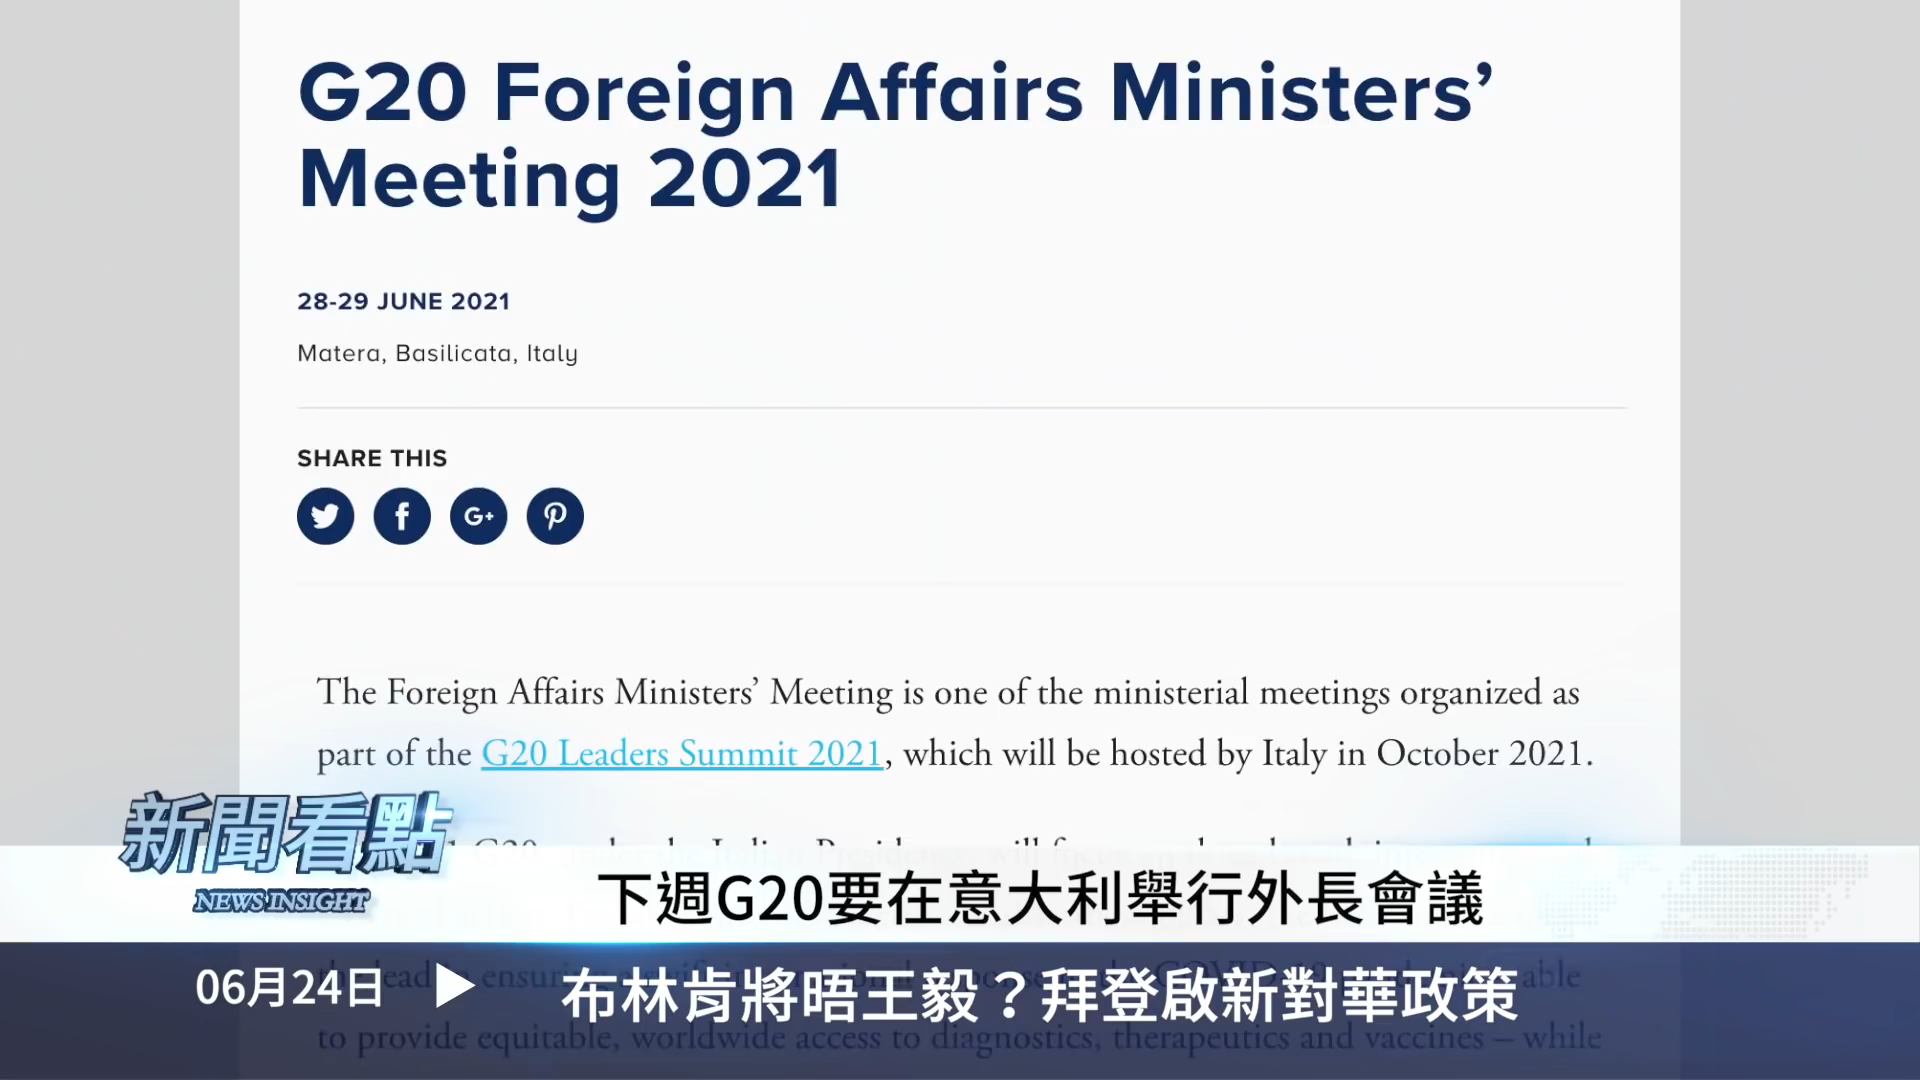 G20 Foreign Affairs Ministers’
Meeting 2021
28-29 JUNE 2021
Matera, Basilicata, Italy
SHARE THIS
The Foreign Affairs Ministers’ Meeting is one of the ministerial meetings organized as
part of the G20 Leaders Summit 2021, which will be hosted by Italy in October 2021.
新聞看點
NEWS INSIGHT
下週G20要在意大利舉行外長會議
06月24日
布林肯將晤王毅？拜登啟新對華政策
to provide equitable, worldwide access to diagnostics, therapeutics and vaccines – while